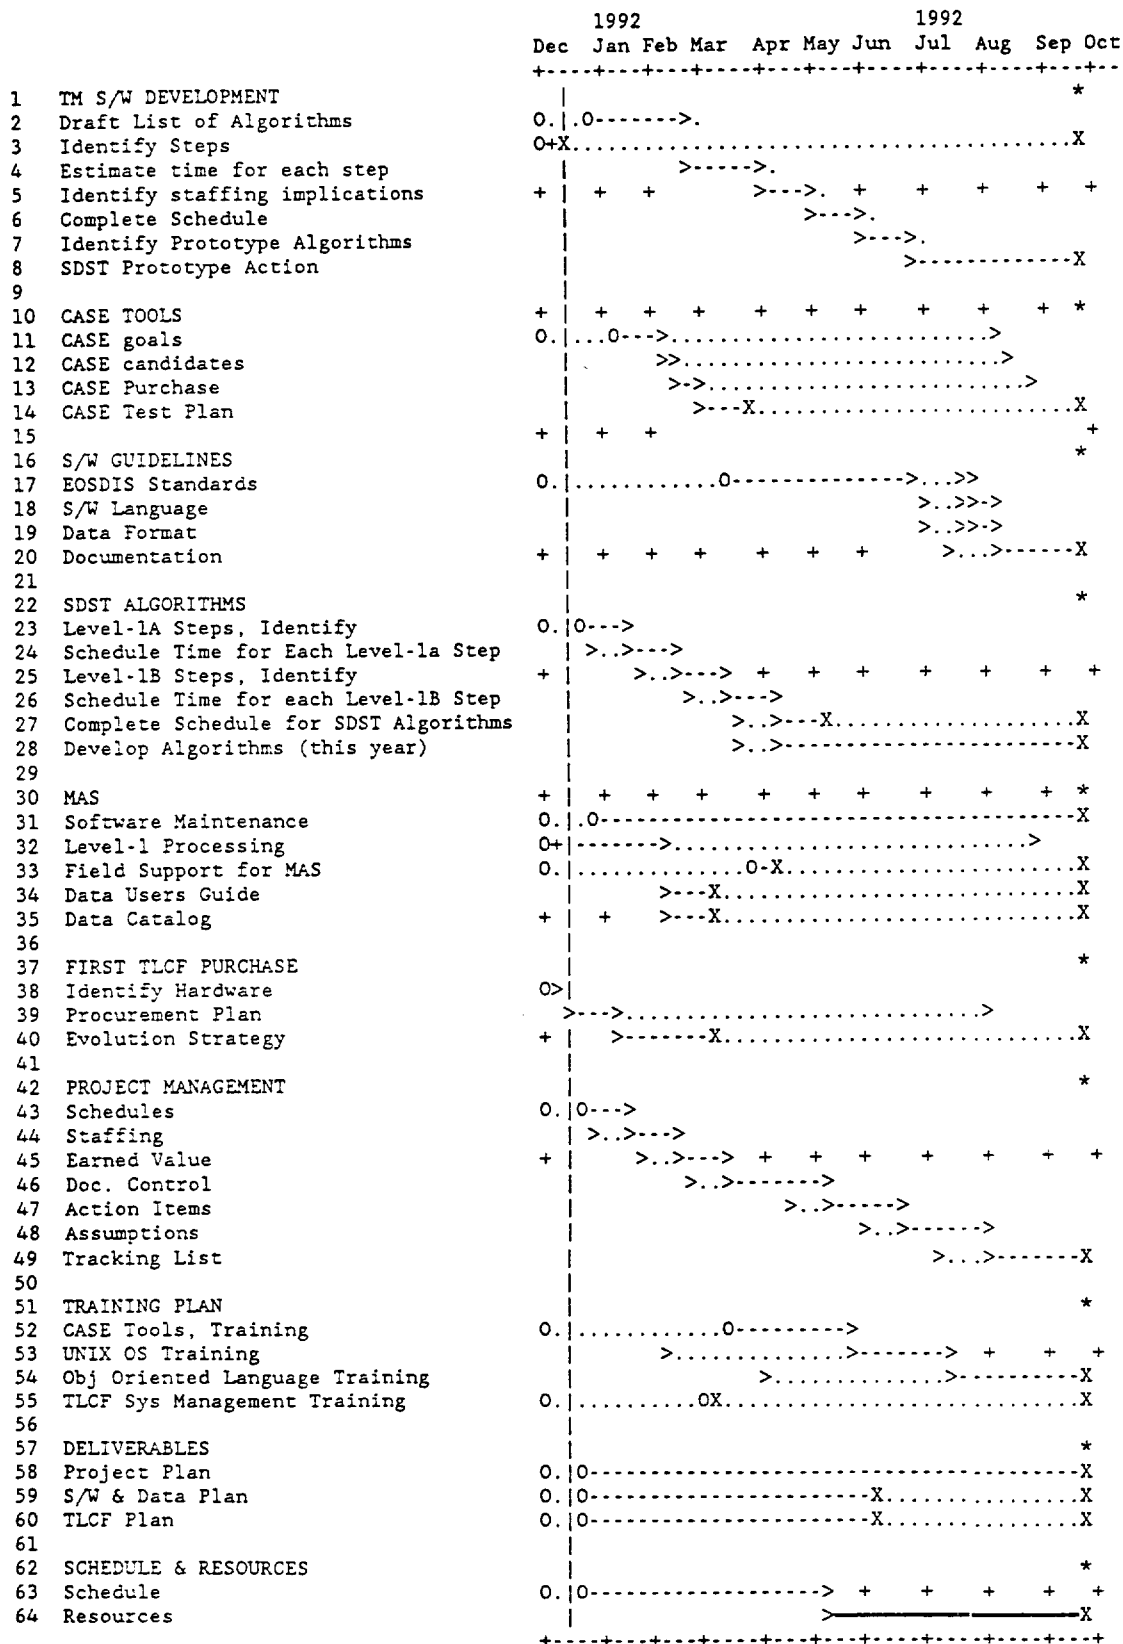 1992 1992
Dec Jan Feb Mar Apr May Jun Jul Aug Sep Oct
+----+---+---+----+----+---+---+----+----+----+---+--
1 TM S/W DEVELOPMENT | *
2 Draft List of Algorithms O.|.O------->.
3 Identify Steps O+X.........................................X
4 Estimate time for each step >----->.
5 Identify staffing implications + | + + >--->. + + + + +
6 Complete Schedule >--->.
7 Identify Prototype Algorithms >--->.
8 SDST Prototype Action >-------------X
9
10 CASE TOOLS + | + + + + + + + + + *
11 CASE goals O.|...O--->..........................>
12 CASE candidates >>..........................>
13 CASE Purchase >->..........................>
14 CASE Test Plan >---X..........................X
15 + | + + +
16 S/W GUIDELINES *
17 EOSDIS Standards O.|............O--------------->...>>
18 S/W Language >..>>->
19 Data Format >..>>->
20 Documentation + | + + + + + + >...>------X
21
22 SDST ALGORITHMS *
23 Level-1A Steps, Identify O.|O--->
24 Schedule Time for Each Level-1a Step >..>--->
25 Level-1B Steps, Identify + | >..>---> + + + + + + +
26 Schedule Time for each Level-1B Step >..>--->
27 Complete Schedule for SDST Algorithms >..>---X....................X
28 Develop Algorithms (this year) >..>------------------------X
29
30 MAS + | + + + + + + + + + *
31 Software Maintenance O.|.O---------------------------------------X
32 Level-1 Processing O+|------->..............................>
33 Field Support for MAS O.|..............O-X........................X
34 Data Users Guide >---X..............................X
35 Data Catalog + | + >---X..............................X
36
37 FIRST TLCF PURCHASE *
38 Identify Hardware O>|
39 Procurement Plan >--->..............................>
40 Evolution Strategy + | >-------X..............................X
41
42 PROJECT MANAGEMENT *
43 Schedules O.|O--->
44 Staffing >..>--->
45 Earned Value + | >..>---> + + + + + + +
46 Doc. Control >..>------->
47 Action Items >..>----->
48 Assumptions >..>------>
49 Tracking List >...>-------X
50
51 TRAINING PLAN *
52 CASE Tools, Training O.|............O--------->
53 UNIX OS Training >..............>-------> + + +
54 Obj Oriented Language Training >..............>----------X
55 TLCF Sys Management Training O.|..........OX..............................X
56
57 DELIVERABLES *
58 Project Plan O.|O-----------------------------------------X
59 S/W & Data Plan O.|O-----------------------X.................X
60 TLCF Plan O.|O-----------------------X.................X
61
62 SCHEDULE & RESOURCES *
63 Schedule O.|O-------------------> + + + + +
64 Resources >---------------------X
+----+---+---+---+----+---+---+----+----+----+---+